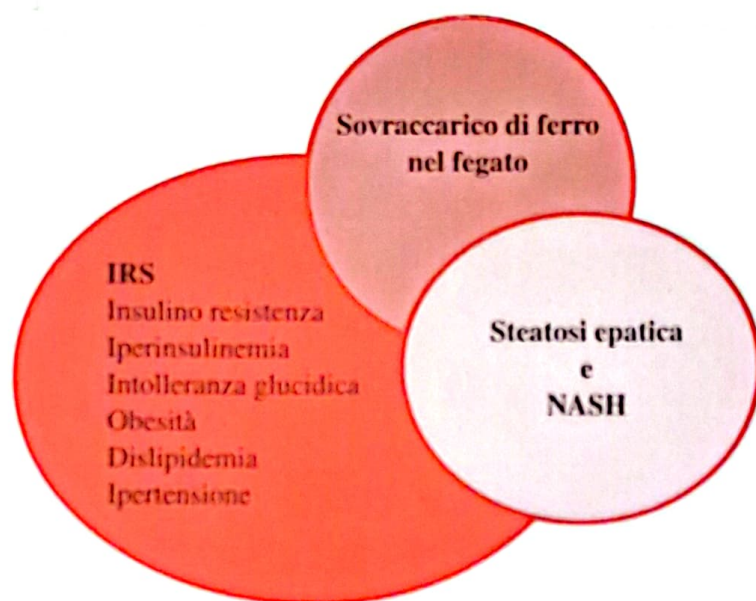 Sovraccarico di ferro
nel fegato
IRS
Insulino resistenza
Iperinsulinemia
Intolleranza glucidica
Obesità
Dislipidemia
Ipertensione
Steatosi epatica
e
NASH